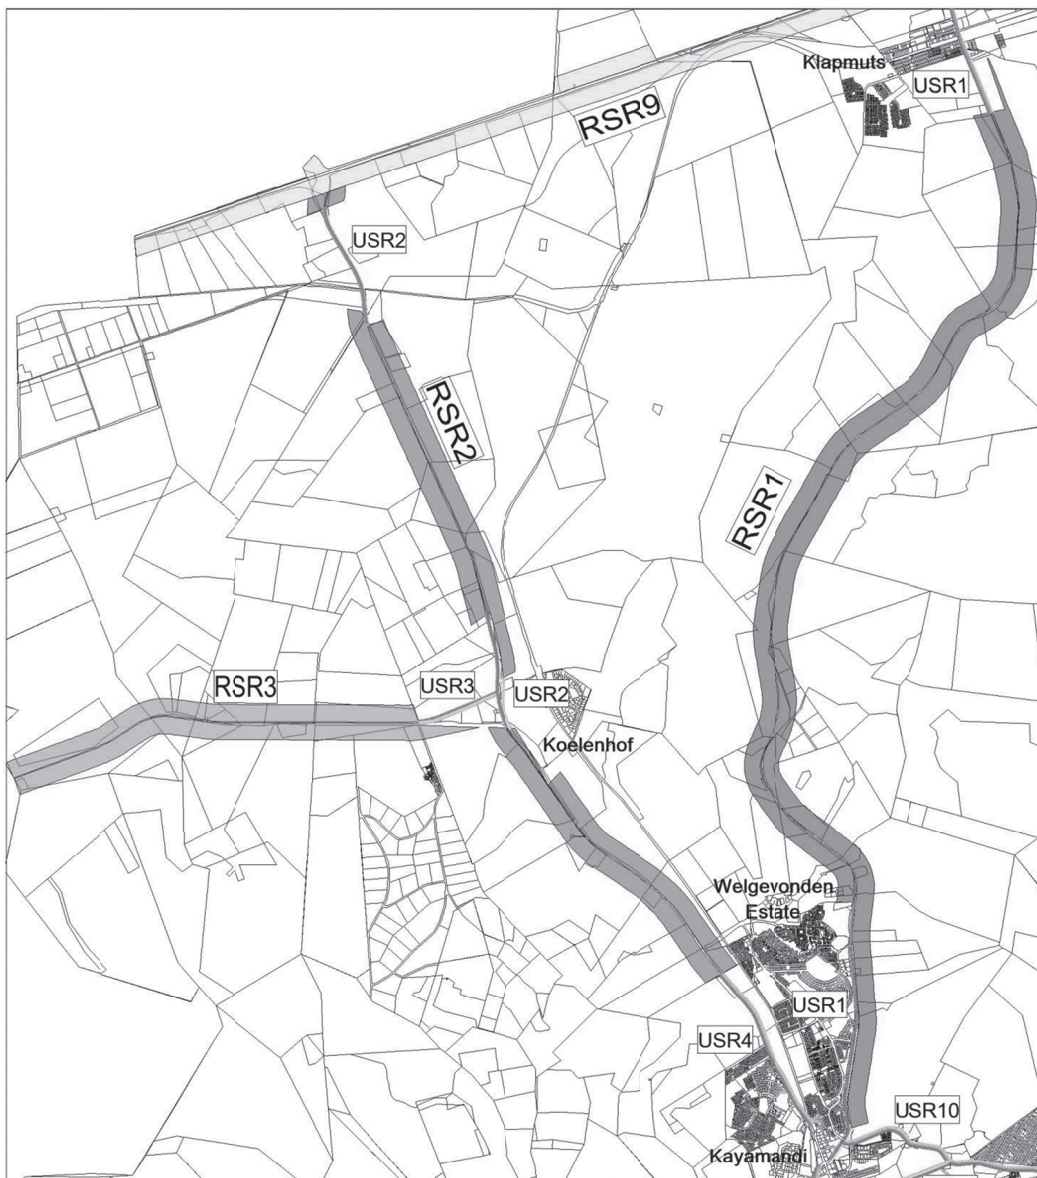 Klapmuts
USR1
RSR9
USR2
RSR2
RSR1
RSR3
USR3
USR2
Koelenhof
Welgevonden
Estate
USR1
USR4
USR10
Kayamandi